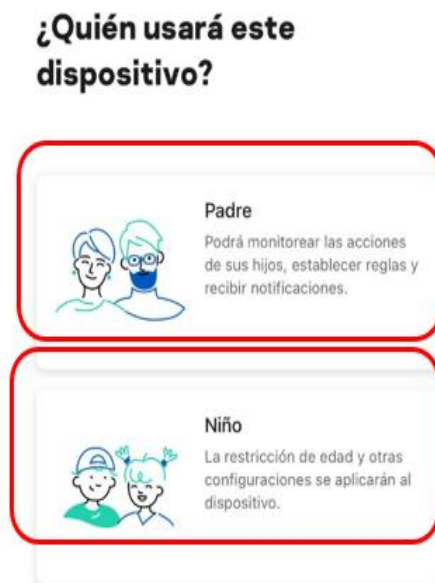 ¿Quién usará este
dispositivo?
Padre
Podrá monitorear las acciones
de sus hijos, establecer reglas y
recibir notificaciones.
Niño
La restricción de edad y otras
configuraciones se aplicarán al
dispositivo.